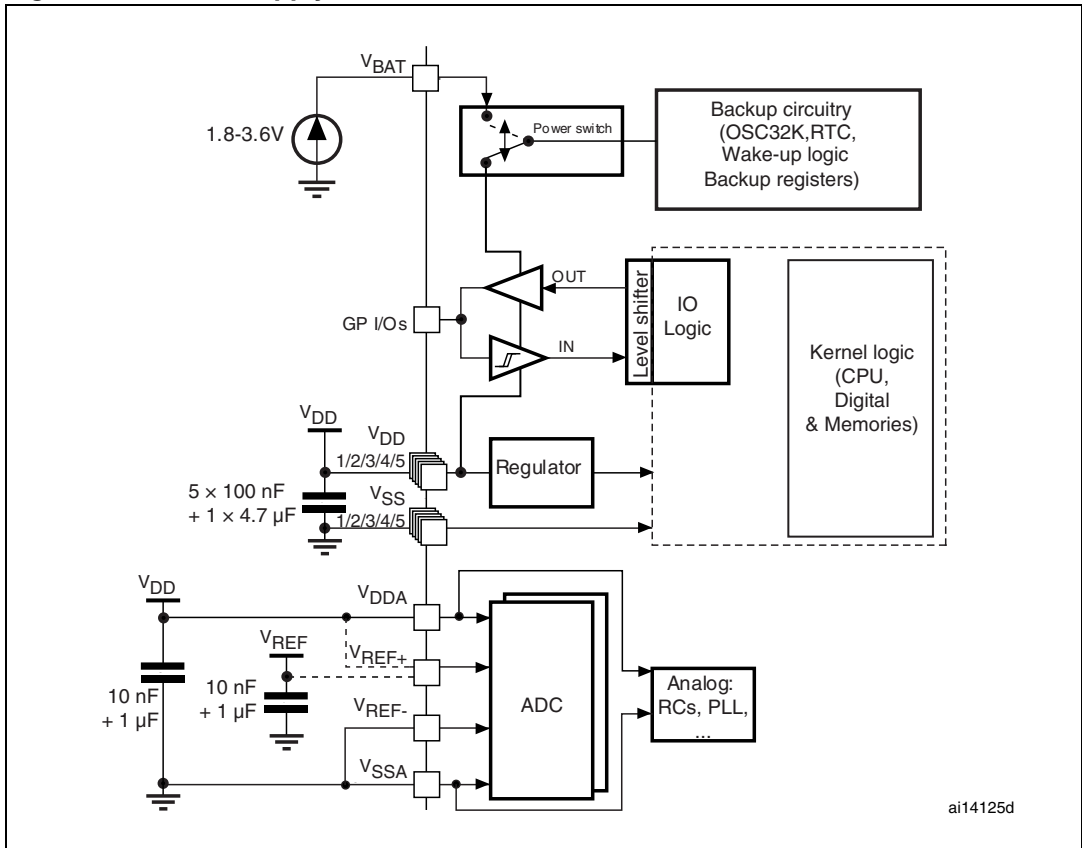 VBAT
1.8-3.6V
Power switch
Backup circuitry
(OSC32K,RTC,
Wake-up logic
Backup registers)
GP I/Os
OUT
IN
Level shifter
IO
Logic
Kernel logic
(CPU,
Digital
& Memories)
VDD
VDD
1/2/3/4/5
Regulator
5 × 100 nF
+ 1 × 4.7 µF
VSS
1/2/3/4/5
VDD
VDDA
VREF
VREF+
10 nF
+ 1 µF
10 nF
+ 1 µF
VREF-
VSSA
ADC
Analog:
RCs, PLL,
...
ai14125d